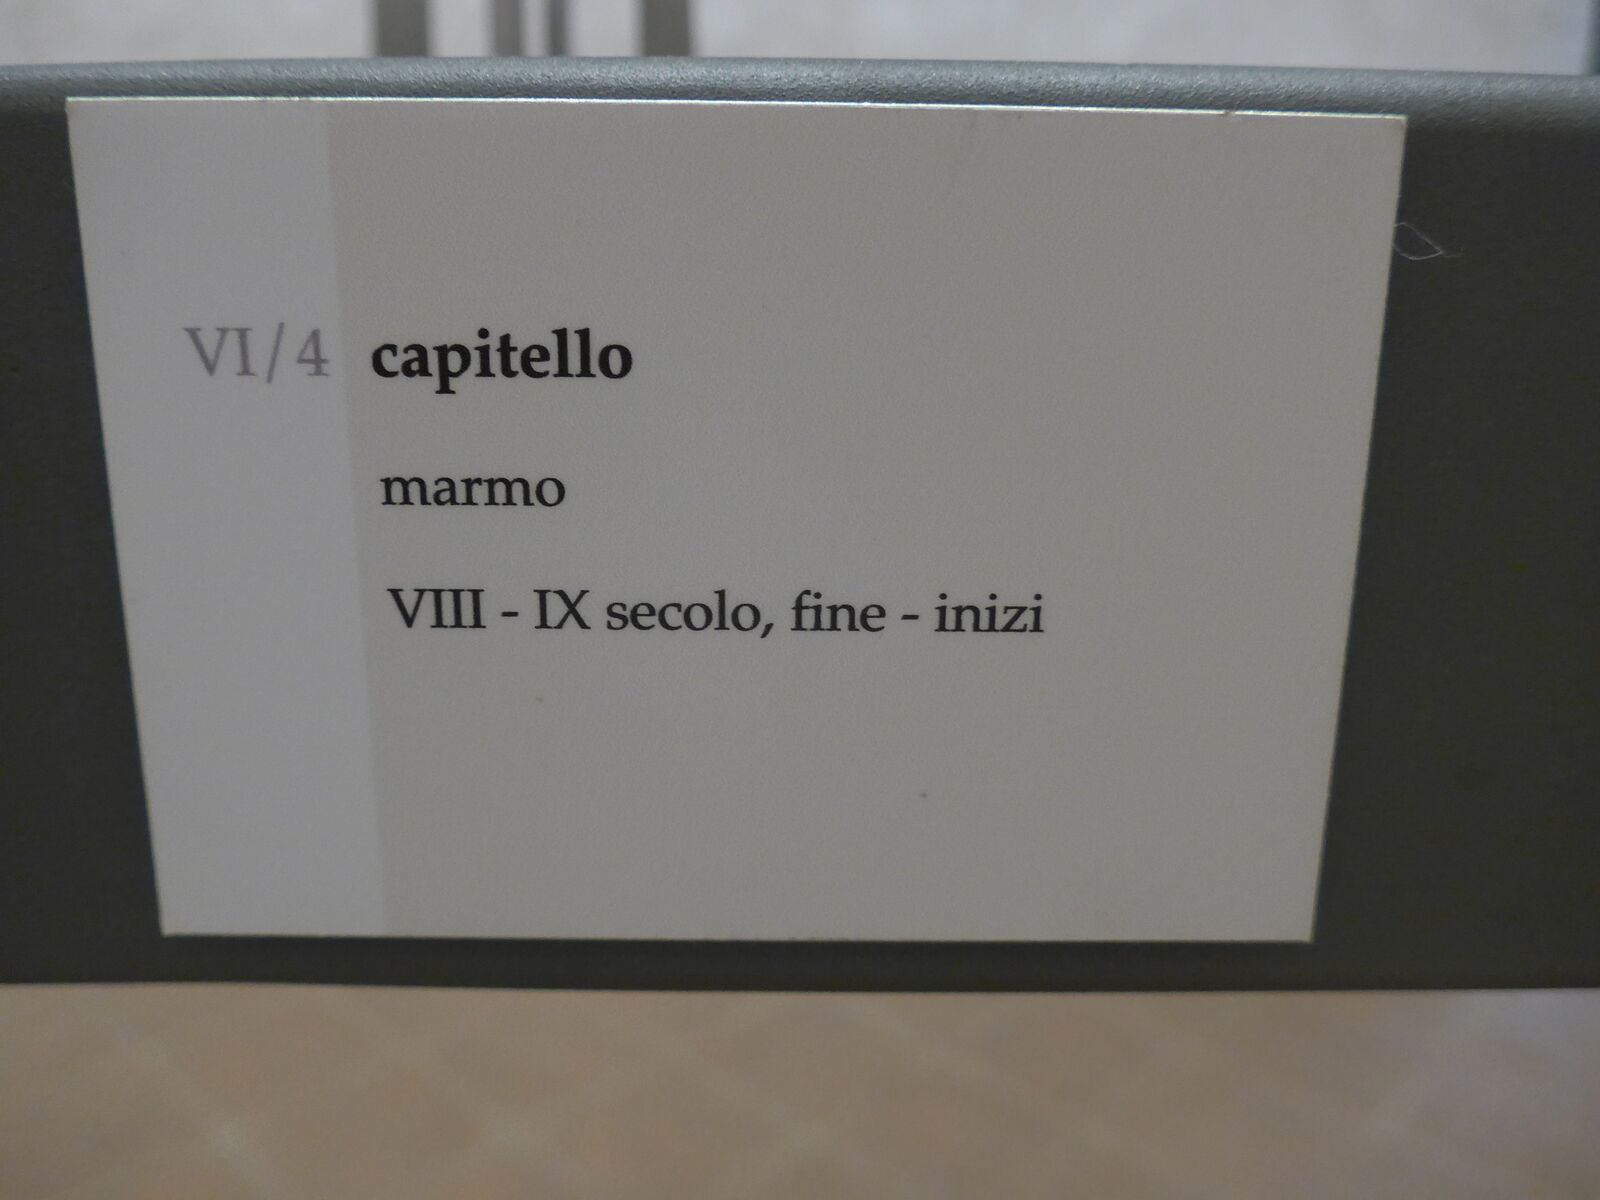 VI/4 capitello
marmo
VIII - IX secolo, fine - inizi